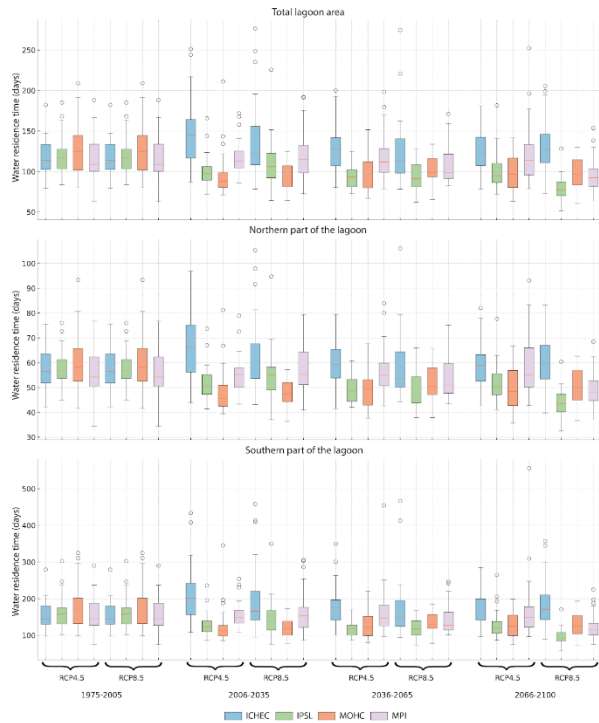 Total lagoon area
Water residence time (days)
250
200
150
100
50
Northern part of the lagoon
Water residence time (days)
100
90
80
70
60
50
40
30
Southern part of the lagoon
Water residence time (days)
500
400
300
200
100
RCP4.5 RCP8.5 RCP4.5 RCP8.5 RCP4.5 RCP8.5 RCP4.5 RCP8.5
1975-2005 2006-2035 2036-2065 2066-2100
ICHEC IPSL MOHC MPI